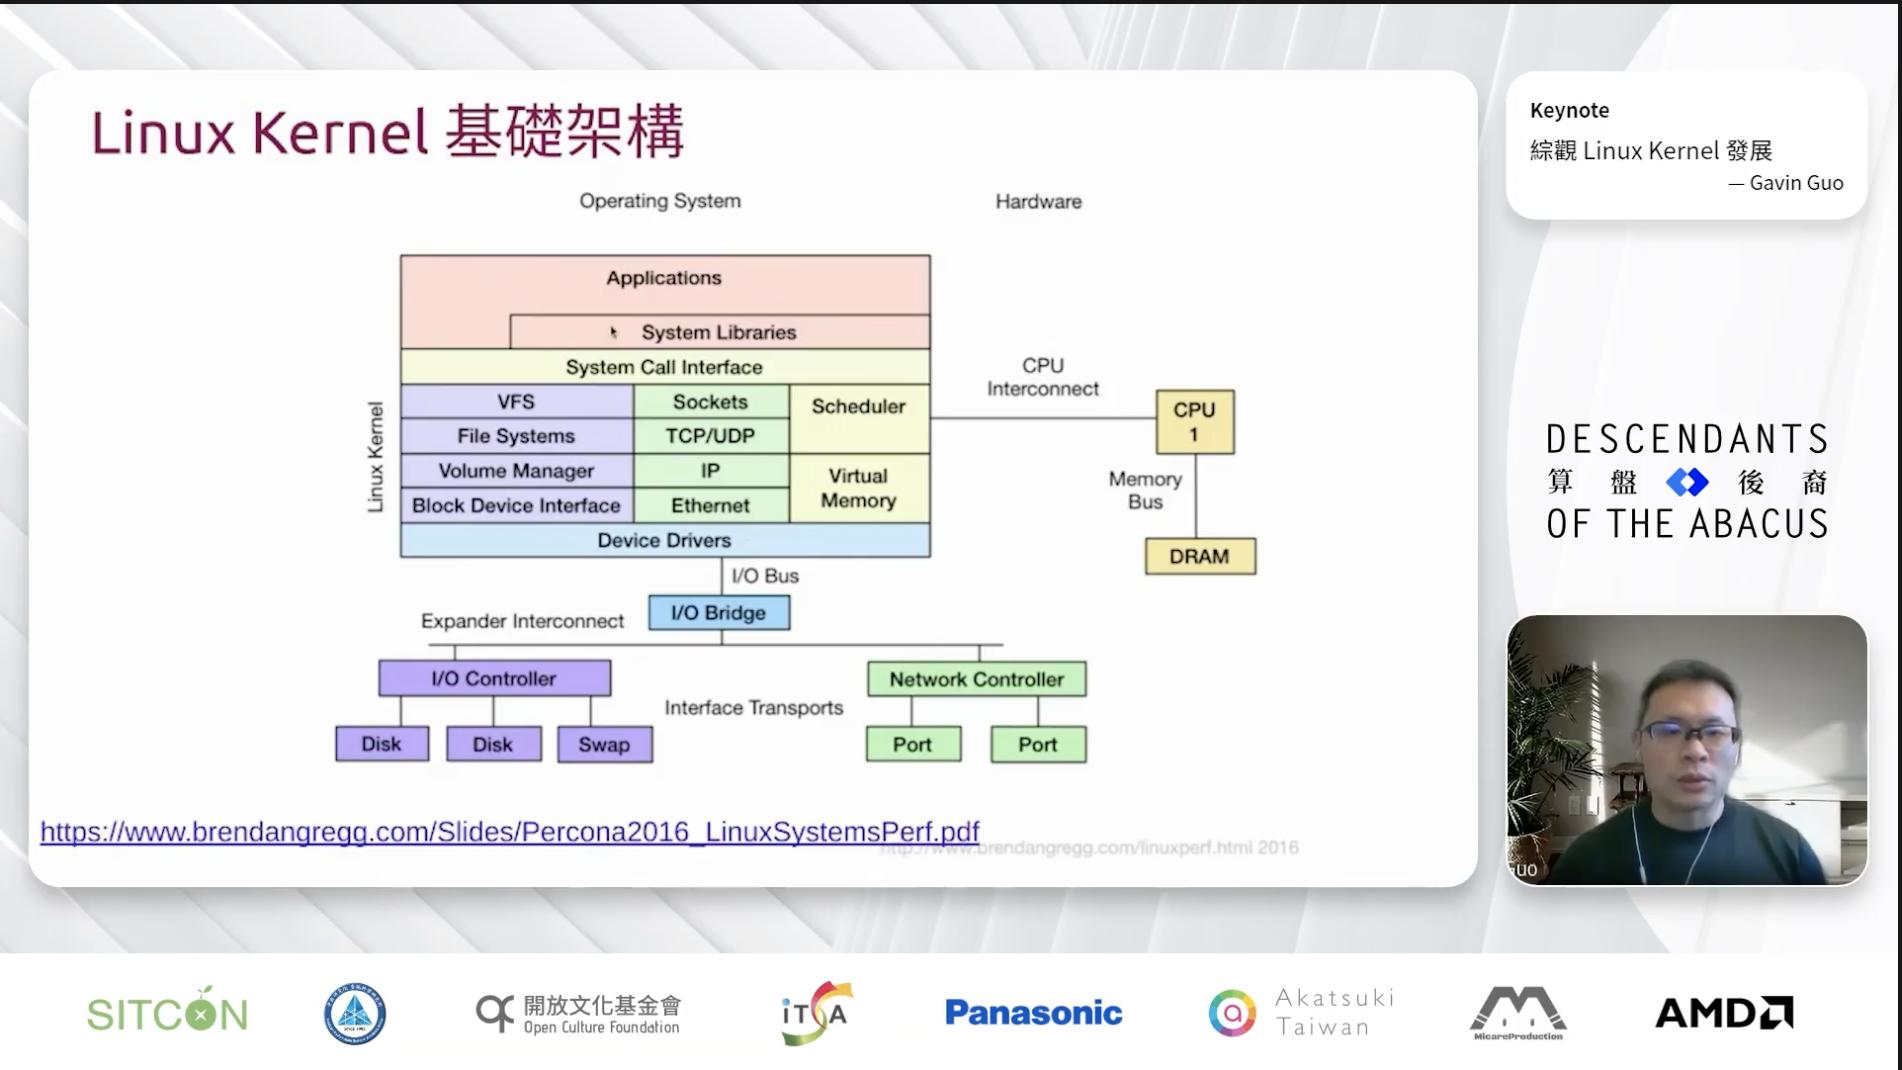 Linux Kernel 基礎架構
Operating System
Hardware
Applications
System Libraries
System Call Interface
Linux Kernel
VFS
Sockets
Scheduler
File Systems
TCP/UDP
Volume Manager
IP
Virtual
Memory
Block Device Interface
Ethernet
Device Drivers
CPU
Interconnect
CPU
1
Memory
Bus
DRAM
I/O Bus
I/O Bridge
Expander Interconnect
I/O Controller
Network Controller
Interface Transports
Disk
Disk
Swap
Port
Port
https://www.brendangregg.com/Slides/Percona2016_LinuxSystemsPerf.pdf
http://www.brendangregg.com/linuxperf.html 2016
Keynote
綜觀 Linux Kernel 發展
— Gavin Guo
DESCENDANTS
算盤後裔
OF THE ABACUS
GUO
SITCON
開放文化基金會
Open Culture Foundation
iTSA
Panasonic
Akatsuki
Taiwan
MicareProduction
AMD